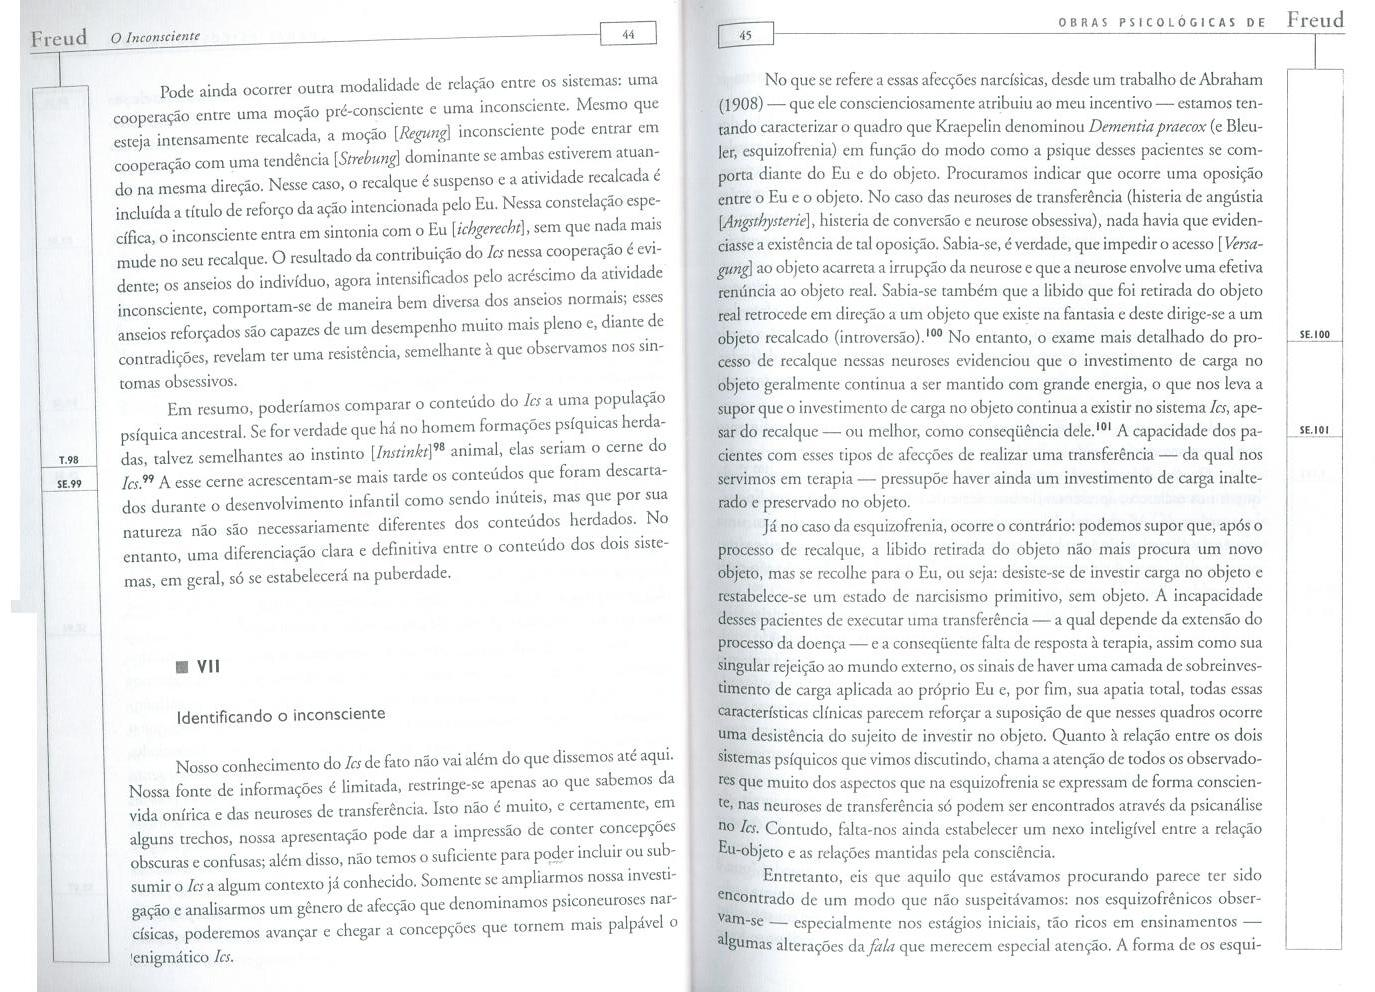 Freud O Inconsciente 44
Pode ainda ocorrer outra modalidade de relação entre os sistemas: uma
cooperação entre uma moção pré-consciente e uma inconsciente. Mesmo que
esteja intensamente recalcada, a moção [Regung] inconsciente pode entrar em
cooperação com uma tendência [Strebung] dominante se ambas estiverem atuan-
do na mesma direção. Nesse caso, o recalque é suspenso e a atividade recalcada é
incluída a título de reforço da ação intencionada pelo Eu. Nessa constelação espe-
cífica, o inconsciente entra em sintonia com o Eu [ichgerecht], sem que nada mais
mude no seu recalque. O resultado da contribuição do Ics nessa cooperação é evi-
dente; os anseios do indivíduo, agora intensificados pelo acréscimo da atividade
inconsciente, comportam-se de maneira bem diversa dos anseios normais; esses
anseios reforçados são capazes de um desempenho muito mais pleno e, diante de
contradições, revelam ter uma resistência, semelhante à que observamos nos sin-
tomas obsessivos.
Em resumo, poderíamos comparar o conteúdo do Ics a uma população
psíquica ancestral. Se for verdade que há no homem formações psíquicas herda-
das, talvez semelhantes ao instinto [Instinkt]98 animal, elas seriam o cerne do
Ics.99 A esse cerne acrescentam-se mais tarde os conteúdos que foram descarta-
dos durante o desenvolvimento infantil como sendo inúteis, mas que por sua
natureza não são necessariamente diferentes dos conteúdos herdados. No
entanto, uma diferenciação clara e definitiva entre o conteúdo dos dois siste-
mas, em geral, só se estabelecerá na puberdade.
T.98
SE.99
VII
Identificando o inconsciente
Nosso conhecimento do Ics de fato não vai além do que dissemos até aqui.
Nossa fonte de informações é limitada, restringe-se apenas ao que sabemos da
vida onírica e das neuroses de transferência. Isto não é muito, e certamente, em
alguns trechos, nossa apresentação pode dar a impressão de conter concepções
obscuras e confusas; além disso, não temos o suficiente para poder incluir ou sub-
sumir o Ics a algum contexto já conhecido. Somente se ampliarmos nossa investi-
gação e analisarmos um gênero de afecção que denominamos psiconeuroses nar-
císicas, poderemos avançar e chegar a concepções que tornem mais palpável o
enigmático Ics.
45 OBRAS PSICOLÓGICAS DE Freud
No que se refere a essas afecções narcísicas, desde um trabalho de Abraham
(1908) — que ele conscienciosamente atribuiu ao meu incentivo — estamos ten-
tando caracterizar o quadro que Kraepelin denominou Dementia praecox (e Bleu-
ler, esquizofrenia) em função do modo como a psique desses pacientes se com-
porta diante do Eu e do objeto. Procuramos indicar que ocorre uma oposição
entre o Eu e o objeto. No caso das neuroses de transferência (histeria de angústia
[Angsthysterie], histeria de conversão e neurose obsessiva), nada havia que eviden-
ciasse a existência de tal oposição. Sabia-se, é verdade, que impedir o acesso [Versa-
gung] ao objeto acarreta a irrupção da neurose e que a neurose envolve uma efetiva
renúncia ao objeto real. Sabia-se também que a libido que foi retirada do objeto
real retrocede em direção a um objeto que existe na fantasia e deste dirige-se a um
objeto recalcado (introversão).100 No entanto, o exame mais detalhado do pro-
cesso de recalque nessas neuroses evidenciou que o investimento de carga no
objeto geralmente continua a ser mantido com grande energia, o que nos leva a
supor que o investimento de carga no objeto continua a existir no sistema Ics, ape-
sar do recalque — ou melhor, como conseqüência dele.101 A capacidade dos pa-
cientes com esses tipos de afecções de realizar uma transferência — da qual nos
servimos em terapia — pressupõe haver ainda um investimento de carga inalte-
rado e preservado no objeto.
Já no caso da esquizofrenia, ocorre o contrário: podemos supor que, após o
processo de recalque, a libido retirada do objeto não mais procura um novo
objeto, mas se recolhe para o Eu, ou seja: desiste-se de investir carga no objeto e
restabelece-se um estado de narcisismo primitivo, sem objeto. A incapacidade
desses pacientes de executar uma transferência — a qual depende da extensão do
processo da doença — e a conseqüente falta de resposta à terapia, assim como sua
singular rejeição ao mundo externo, os sinais de haver uma camada de sobreinves-
timento de carga aplicada ao próprio Eu e, por fim, sua apatia total, todas essas
características clínicas parecem reforçar a suposição de que nesses quadros ocorre
uma desistência do sujeito de investir no objeto. Quanto à relação entre os dois
sistemas psíquicos que vimos discutindo, chama a atenção de todos os observado-
res que muito dos aspectos que na esquizofrenia se expressam de forma conscien-
te, nas neuroses de transferência só podem ser encontrados através da psicanálise
no Ics. Contudo, falta-nos ainda estabelecer um nexo inteligível entre a relação
Eu-objeto e as relações mantidas pela consciência.
Entretanto, eis que aquilo que estávamos procurando parece ter sido
encontrado de um modo que não suspeitávamos: nos esquizofrênicos obser-
vam-se — especialmente nos estágios iniciais, tão ricos em ensinamentos —
algumas alterações da fala que merecem especial atenção. A forma de os esqui-
SE.100
SE.101